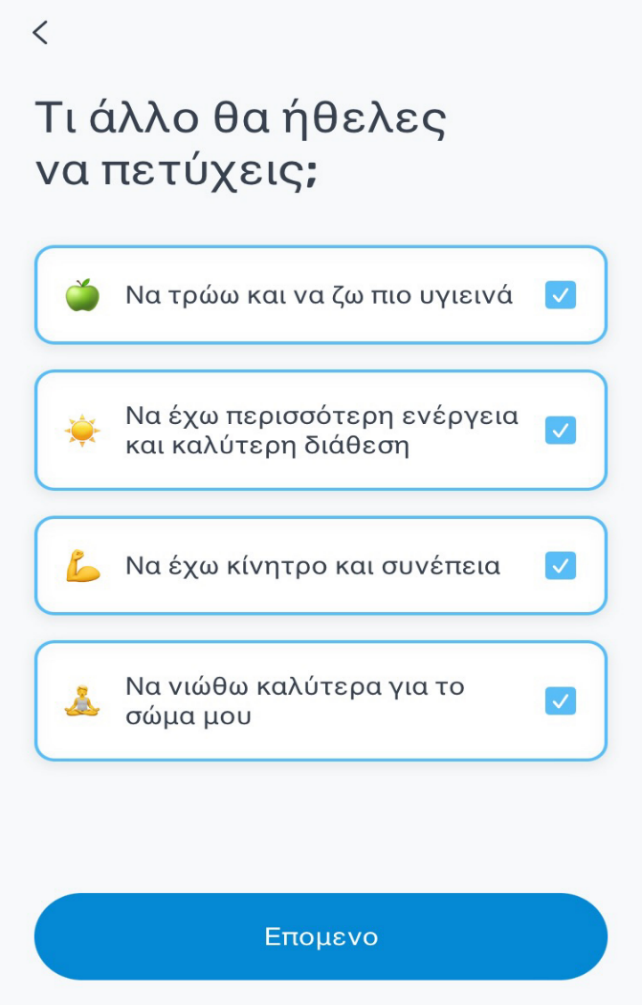 Τι άλλο θα ήθελες
να πετύχεις;
Να τρώω και να ζω πιο υγιεινά
Να έχω περισσότερη ενέργεια
και καλύτερη διάθεση
Να έχω κίνητρο και συνέπεια
Να νιώθω καλύτερα για το
σώμα μου
Επομενο